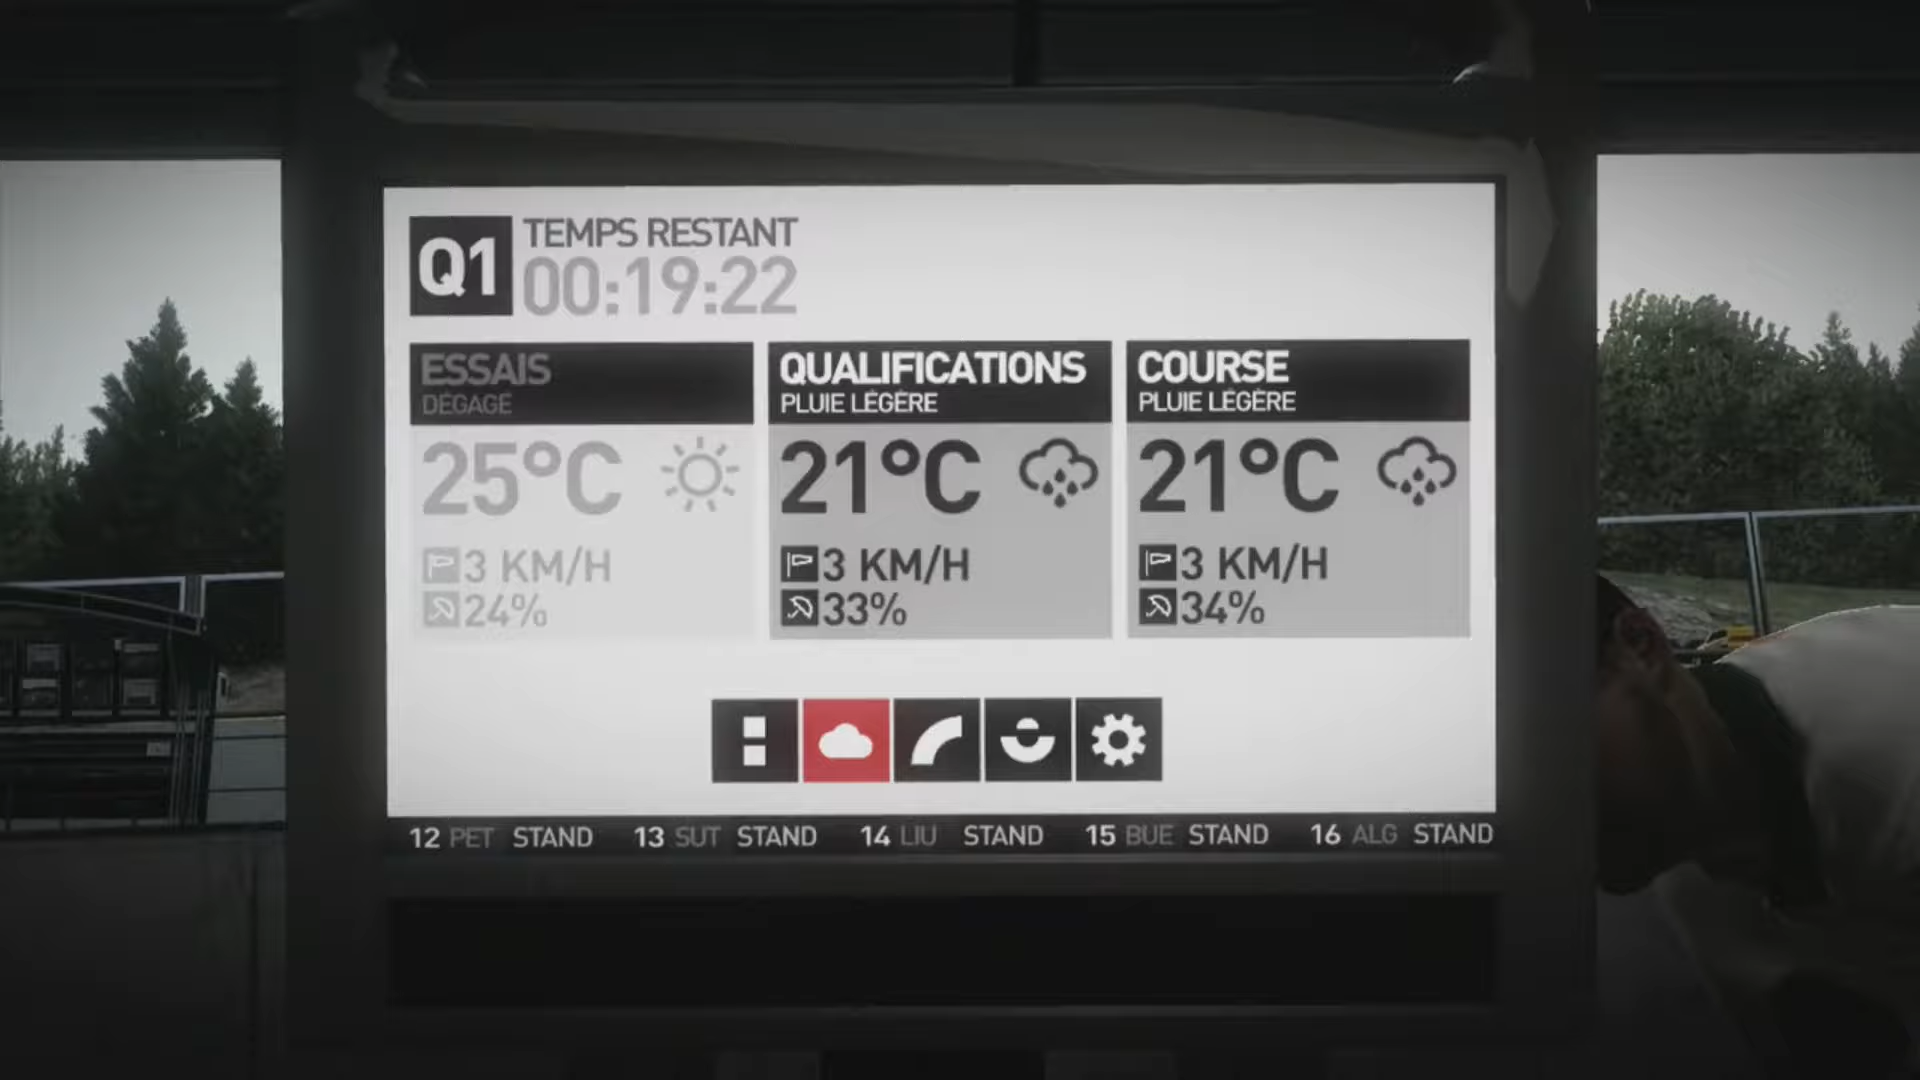 Q1
TEMPS RESTANT
00:19:22
ESSAIS
DÉGAGÉ
25°C
3 KM/H
24%
QUALIFICATIONS
PLUIE LÉGÈRE
21°C
3 KM/H
33%
COURSE
PLUIE LÉGÈRE
21°C
3 KM/H
34%
12 PET STAND 13 SUT STAND 14 LIU STAND 15 BUE STAND 16 ALG STAND